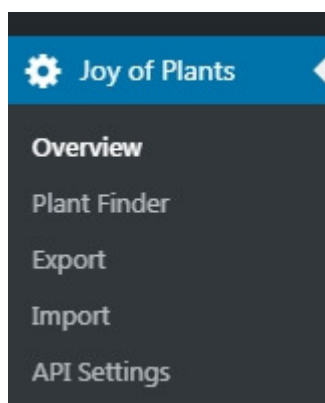 Joy of Plants
Overview
Plant Finder
Export
Import
API Settings